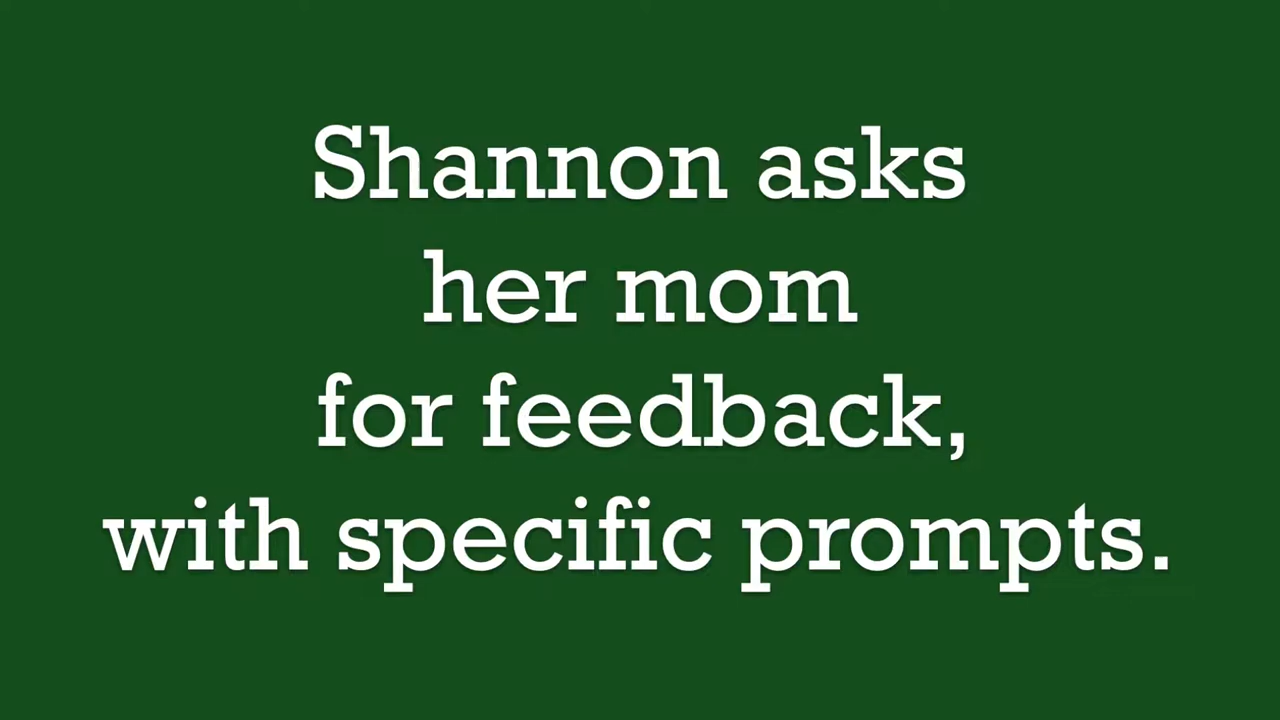 Shannon asks
her mom
for feedback,
with specific prompts.